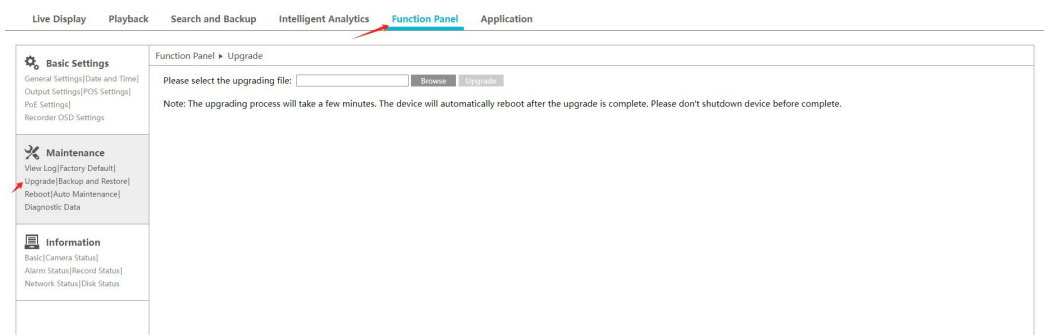 Live Display Playback Search and Backup Intelligent Analytics Function Panel Application
Basic Settings
General Settings|Date and Time|
Output Settings|POS Settings|
PoE Settings|
Recorder OSD Settings
Maintenance
View Log|Factory Default|
Upgrade|Backup and Restore|
Reboot|Auto Maintenance|
Diagnostic Data
Information
Basic|Camera Status|
Alarm Status|Record Status|
Network Status|Disk Status
Function Panel ▶ Upgrade
Please select the upgrading file: Browse Upgrade
Note: The upgrading process will take a few minutes. The device will automatically reboot after the upgrade is complete. Please don't shutdown device before complete.